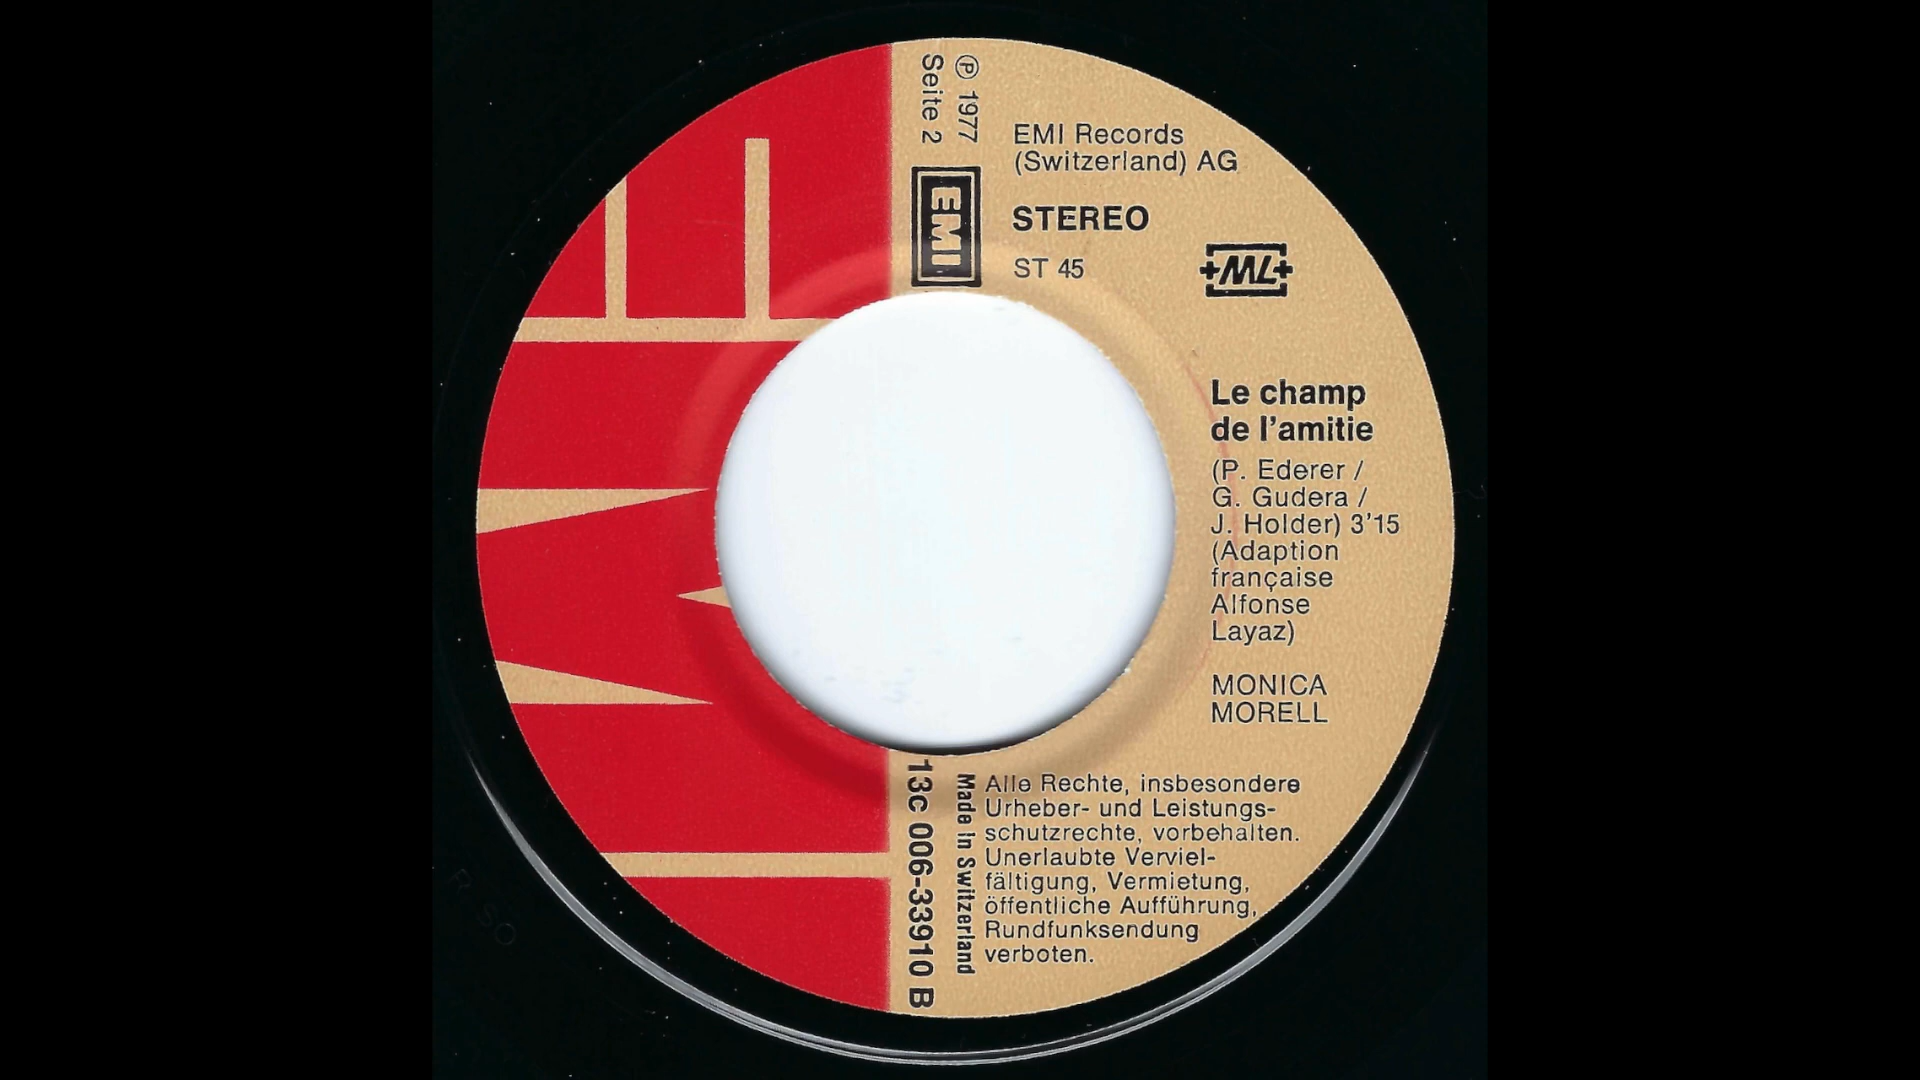 ℗ 1977
Seite 2
EMI
EMI Records
(Switzerland) AG
STEREO
ST 45
+ML+
Le champ
de l'amitie
(P. Ederer /
G. Gudera /
J. Holder) 3'15
(Adaption
française
Alfonse
Layaz)
MONICA
MORELL
Made in Switzerland
13c 006-33910 B
Alle Rechte, insbesondere
Urheber- und Leistungs-
schutzrechte, vorbehalten.
Unerlaubte Verviel-
fältigung, Vermietung,
öffentliche Aufführung,
Rundfunksendung
verboten.